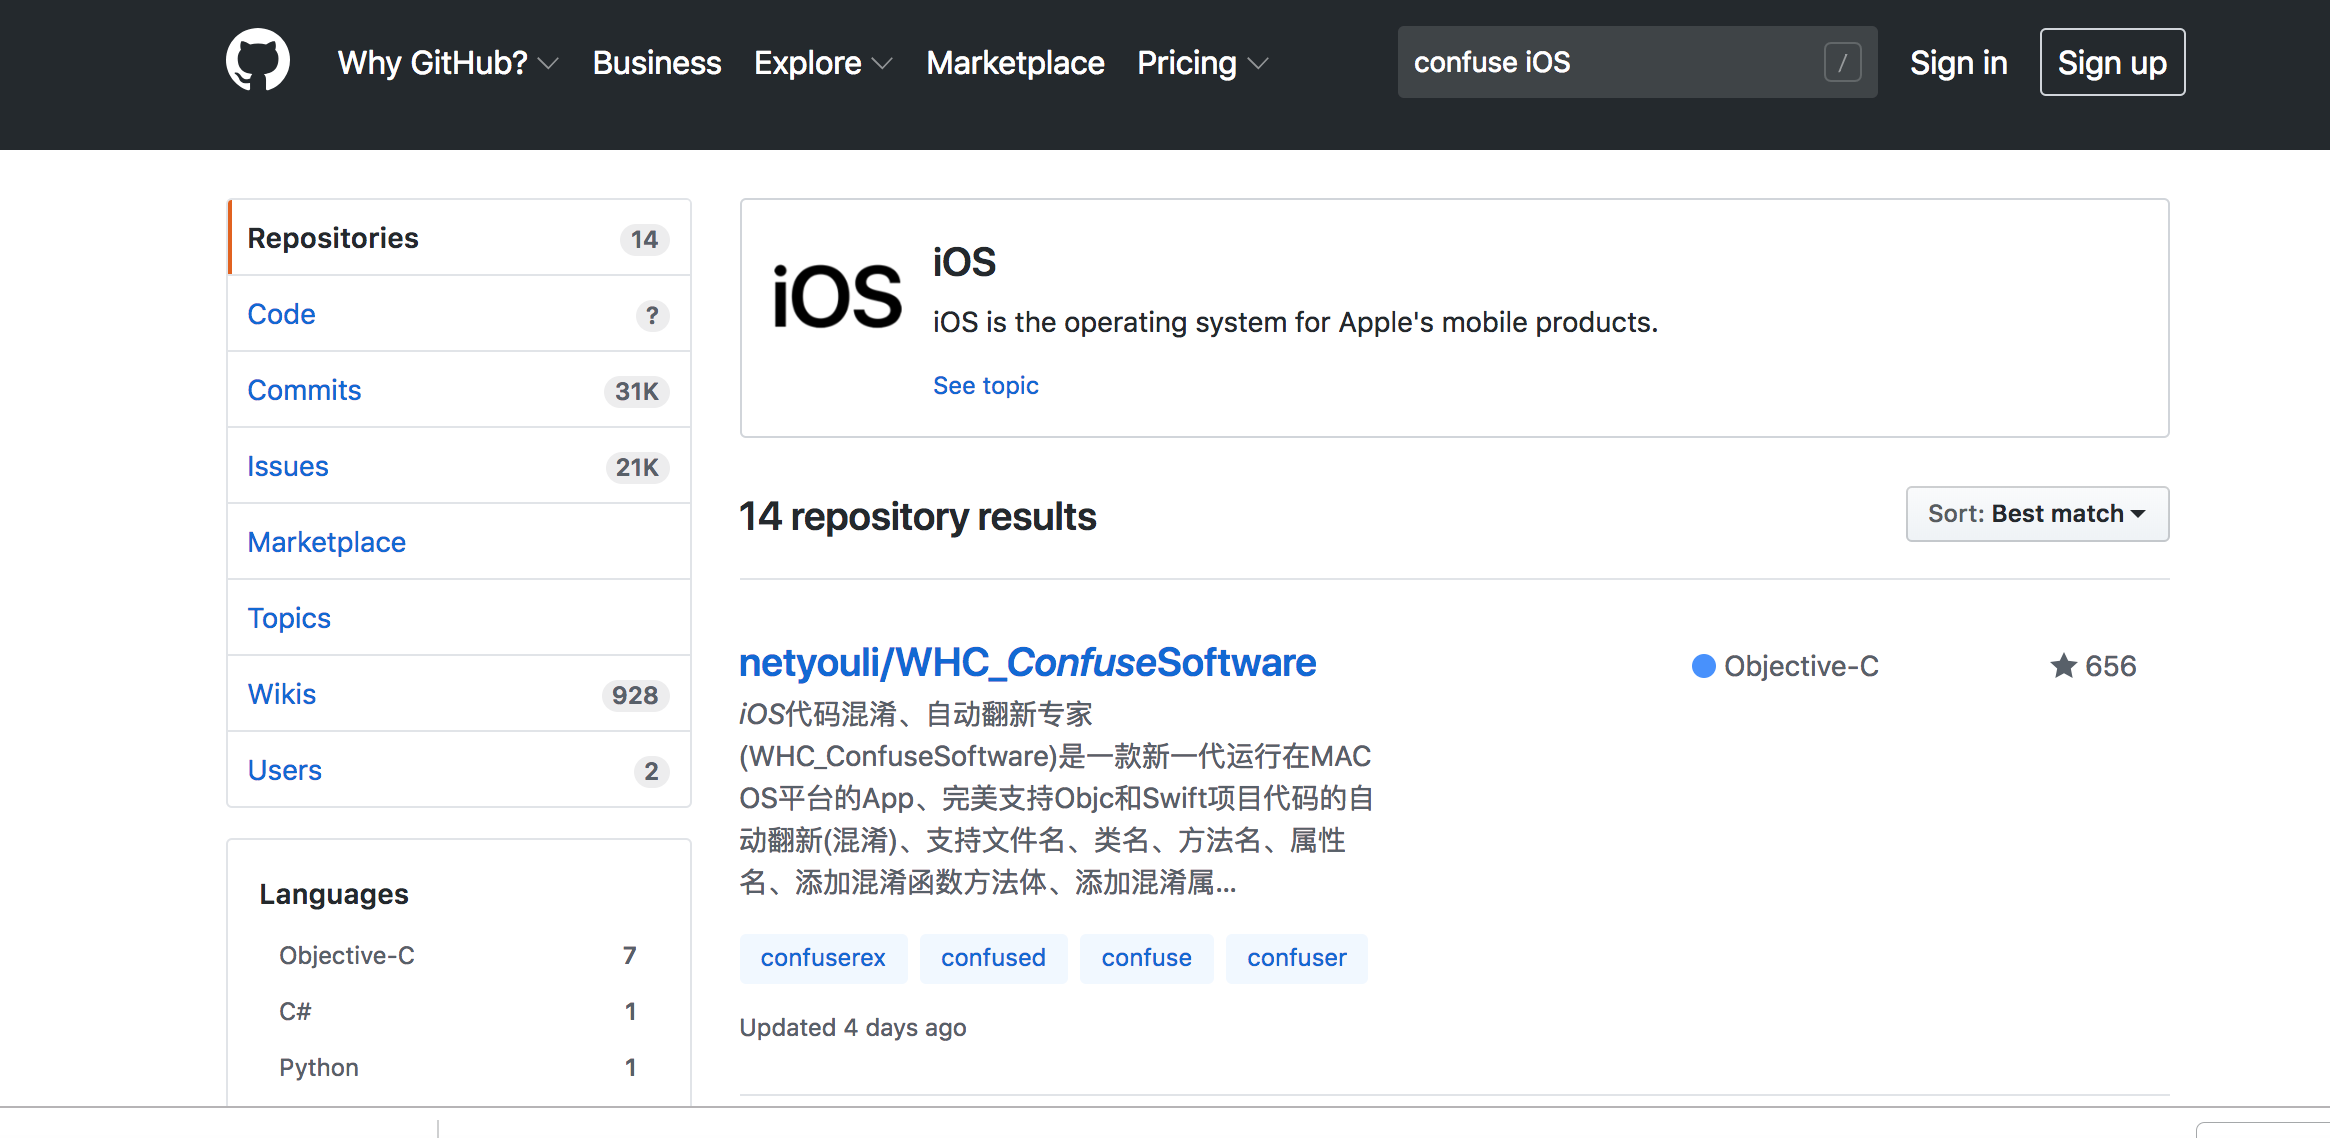 Why GitHub? Business Explore Marketplace Pricing confuse iOS / Sign in Sign up
Repositories 14
Code ?
Commits 31K
Issues 21K
Marketplace
Topics
Wikis 928
Users 2
Languages
Objective-C 7
C# 1
Python 1
iOS
iOS
iOS is the operating system for Apple's mobile products.
See topic
14 repository results
Sort: Best match
netyouli/WHC_ConfuseSoftware
Objective-C
656
iOS代码混淆、自动翻新专家
(WHC_ConfuseSoftware)是一款新一代运行在MAC
OS平台的App、完美支持Objc和Swift项目代码的自
动翻新(混淆)、支持文件名、类名、方法名、属性
名、添加混淆函数方法体、添加混淆属...
confuserex confused confuse confuser
Updated 4 days ago